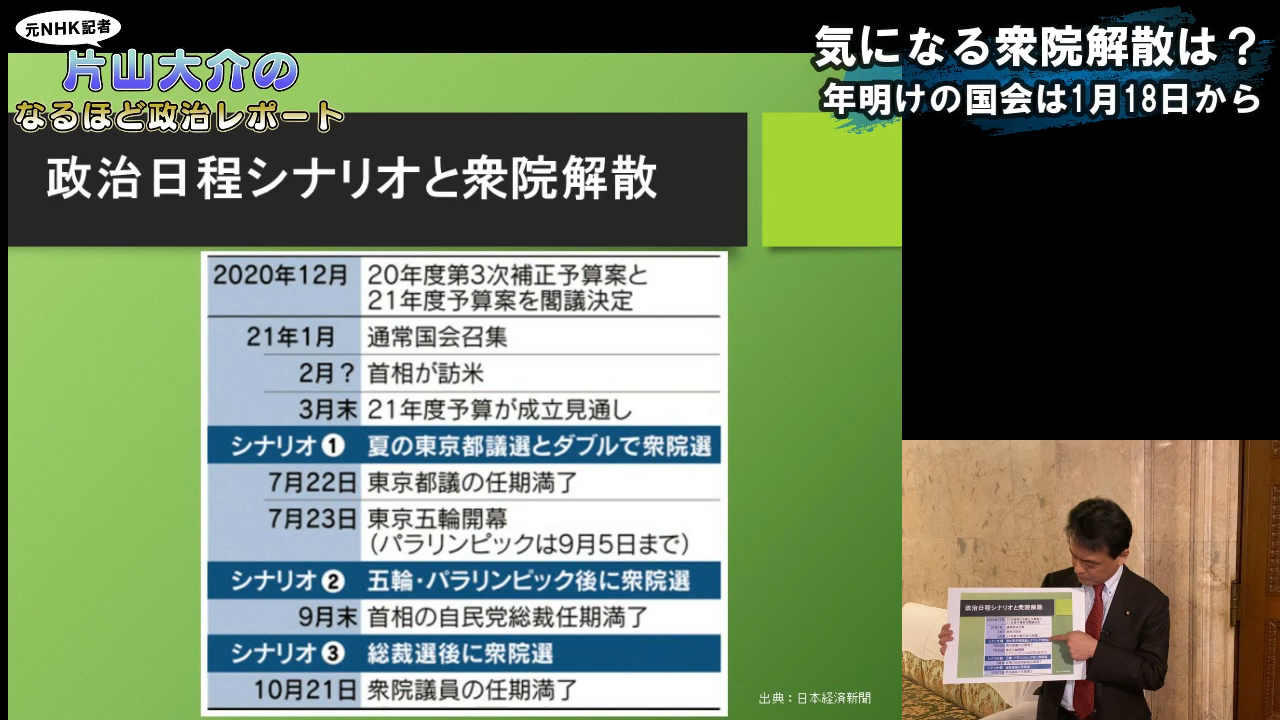 元NHK記者
片山大介の
なるほど政治レポート
気になる衆院解散は？
年明けの国会は1月18日から
政治日程シナリオと衆院解散
2020年12月 20年度第3次補正予算案と
21年度予算案を閣議決定
21年1月 通常国会召集
2月？ 首相が訪米
3月末 21年度予算が成立見通し
シナリオ❶ 夏の東京都議選とダブルで衆院選
7月22日 東京都議の任期満了
7月23日 東京五輪開幕
（パラリンピックは9月5日まで）
シナリオ❷ 五輪・パラリンピック後に衆院選
9月末 首相の自民党総裁任期満了
シナリオ❸ 総裁選後に衆院選
10月21日 衆院議員の任期満了
出典：日本経済新聞
政治日程シナリオと衆院解散